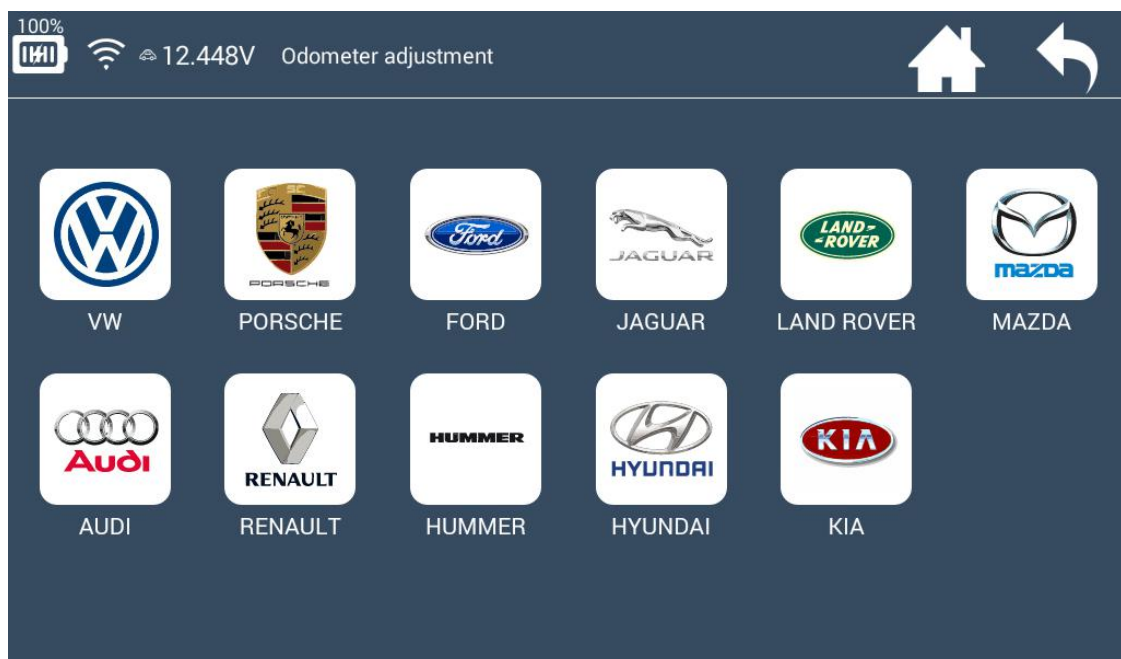 100%
12.448V Odometer adjustment
SC
PORSCHE
Ford
JAGUAR
LAND-
-ROVER
mazda
VW PORSCHE FORD JAGUAR LAND ROVER MAZDA
Audi
RENAULT
HUMMER
HYUNDAI
KIA
AUDI RENAULT HUMMER HYUNDAI KIA